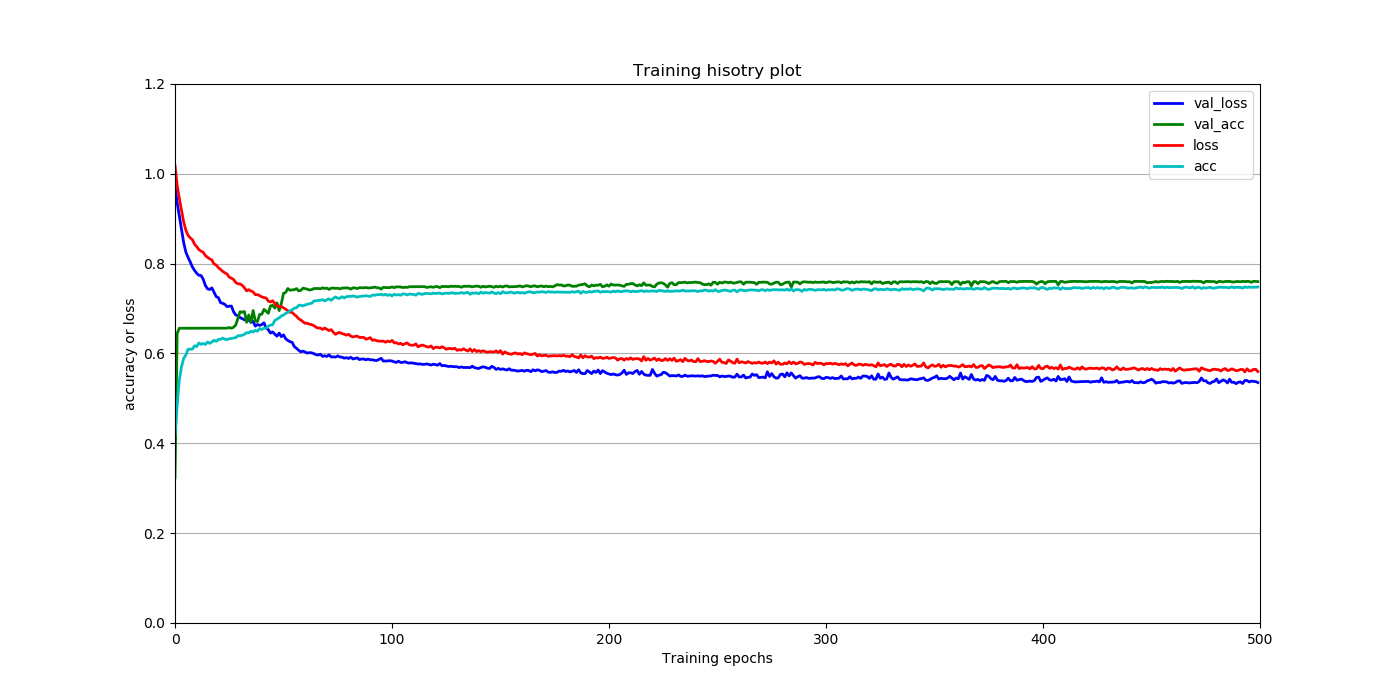 Training hisotry plot
val_loss
val_acc
loss
acc
accuracy or loss
1.2
1.0
0.8
0.6
0.4
0.2
0.0
0 100 200 300 400 500
Training epochs